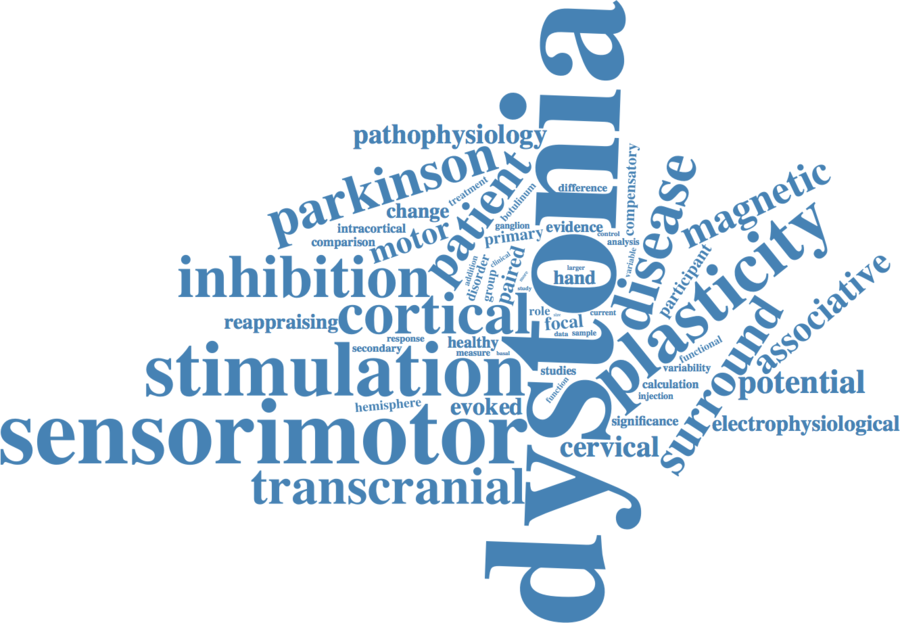 dystonia
pathophysiology
parkinson
patient
treatment
botulinum
difference
compensatory
disease
magnetic
change
intracortical
comparison
motor
ganglion
primary
evidence
control
analysis
variable
participant
plasticity
inhibition
addition
disorder
clinical
group
paired
study
larger
hand
associative
reappraising
cortical
role
focal
current
data
sample
response
secondary
healthy
measure
basal
studies
function
functional
variability
surround
stimulation
calculation
injection
potential
hemisphere
evoked
significance
electrophysiological
sensorimotor
cervical
transcranial